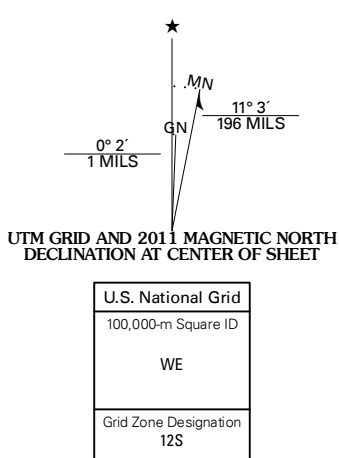 ★
MN
GN
11° 3´
196 MILS
0° 2´
1 MILS
UTM GRID AND 2011 MAGNETIC NORTH
DECLINATION AT CENTER OF SHEET
U.S. National Grid
100,000-m Square ID
WE
Grid Zone Designation
12S